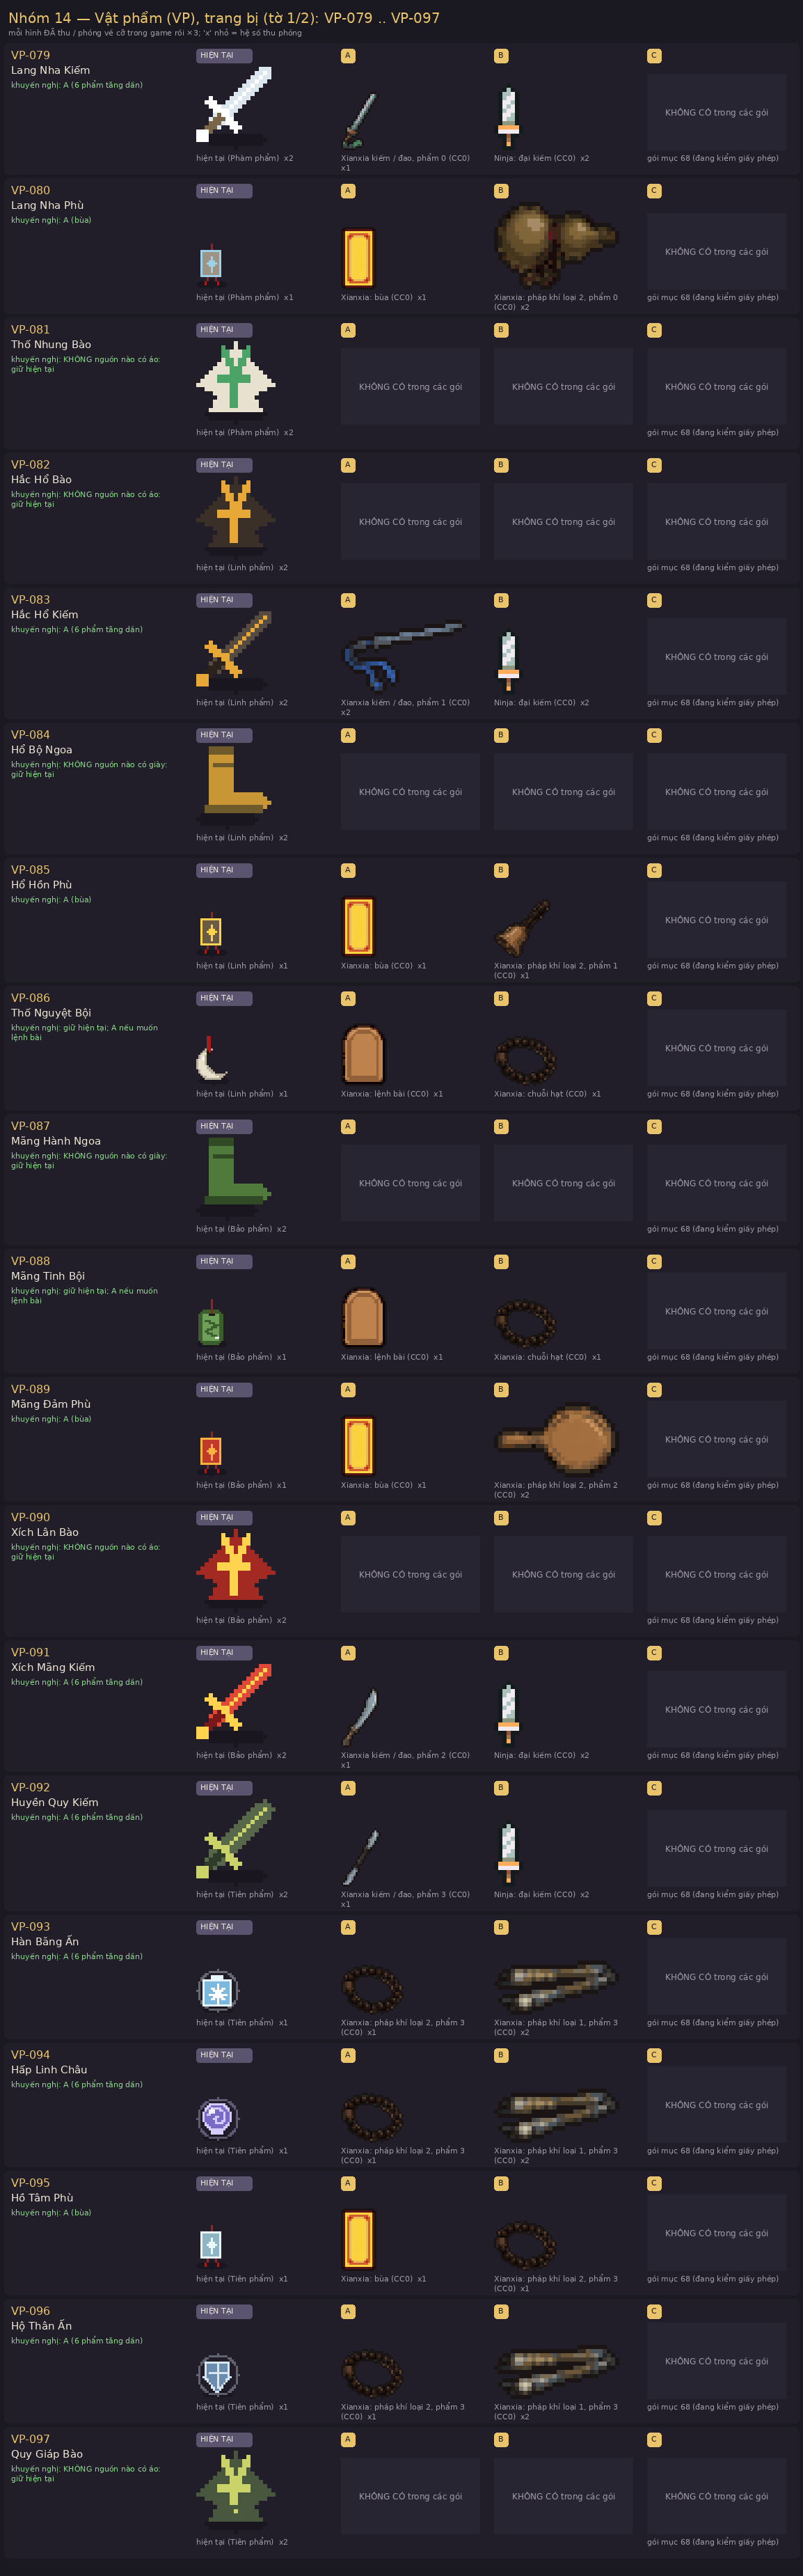 Nhóm 14 — Vật phẩm (VP), trang bị (tờ 1/2): VP-079 .. VP-097
mỗi hình ĐÃ thu / phóng về cỡ trong game rồi ×3; 'x' nhỏ = hệ số thu phóng
VP-079
Lang Nha Kiếm
khuyến nghị: A (6 phẩm tăng dần)
HIỆN TẠI
hiện tại (Phàm phẩm) x2
A
Xianxia kiếm / đao, phẩm 0 (CC0)
x1
B
Ninja: đại kiếm (CC0) x2
C
KHÔNG CÓ trong các gói
gói mục 68 (đang kiểm giấy phép)
VP-080
Lang Nha Phù
khuyến nghị: A (bùa)
HIỆN TẠI
hiện tại (Phàm phẩm) x1
A
Xianxia: bùa (CC0) x1
B
Xianxia: pháp khí loại 2, phẩm 0
(CC0) x2
C
KHÔNG CÓ trong các gói
gói mục 68 (đang kiểm giấy phép)
VP-081
Thố Nhung Bào
khuyến nghị: KHÔNG nguồn nào có áo:
giữ hiện tại
HIỆN TẠI
hiện tại (Phàm phẩm) x2
A
KHÔNG CÓ trong các gói
B
KHÔNG CÓ trong các gói
C
KHÔNG CÓ trong các gói
gói mục 68 (đang kiểm giấy phép)
VP-082
Hắc Hổ Bào
khuyến nghị: KHÔNG nguồn nào có áo:
giữ hiện tại
HIỆN TẠI
hiện tại (Linh phẩm) x2
A
KHÔNG CÓ trong các gói
B
KHÔNG CÓ trong các gói
C
KHÔNG CÓ trong các gói
gói mục 68 (đang kiểm giấy phép)
VP-083
Hắc Hổ Kiếm
khuyến nghị: A (6 phẩm tăng dần)
HIỆN TẠI
hiện tại (Linh phẩm) x2
A
Xianxia kiếm / đao, phẩm 1 (CC0)
x2
B
Ninja: đại kiếm (CC0) x2
C
KHÔNG CÓ trong các gói
gói mục 68 (đang kiểm giấy phép)
VP-084
Hổ Bộ Ngoa
khuyến nghị: KHÔNG nguồn nào có giày:
giữ hiện tại
HIỆN TẠI
hiện tại (Linh phẩm) x2
A
KHÔNG CÓ trong các gói
B
KHÔNG CÓ trong các gói
C
KHÔNG CÓ trong các gói
gói mục 68 (đang kiểm giấy phép)
VP-085
Hổ Hồn Phù
khuyến nghị: A (bùa)
HIỆN TẠI
hiện tại (Linh phẩm) x1
A
Xianxia: bùa (CC0) x1
B
Xianxia: pháp khí loại 2, phẩm 1
(CC0) x1
C
KHÔNG CÓ trong các gói
gói mục 68 (đang kiểm giấy phép)
VP-086
Thố Nguyệt Bội
khuyến nghị: giữ hiện tại; A nếu muốn
lệnh bài
HIỆN TẠI
hiện tại (Linh phẩm) x1
A
Xianxia: lệnh bài (CC0) x1
B
Xianxia: chuỗi hạt (CC0) x1
C
KHÔNG CÓ trong các gói
gói mục 68 (đang kiểm giấy phép)
VP-087
Mãng Hành Ngoa
khuyến nghị: KHÔNG nguồn nào có giày:
giữ hiện tại
HIỆN TẠI
hiện tại (Bảo phẩm) x2
A
KHÔNG CÓ trong các gói
B
KHÔNG CÓ trong các gói
C
KHÔNG CÓ trong các gói
gói mục 68 (đang kiểm giấy phép)
VP-088
Mãng Tinh Bội
khuyến nghị: giữ hiện tại; A nếu muốn
lệnh bài
HIỆN TẠI
hiện tại (Bảo phẩm) x1
A
Xianxia: lệnh bài (CC0) x1
B
Xianxia: chuỗi hạt (CC0) x1
C
KHÔNG CÓ trong các gói
gói mục 68 (đang kiểm giấy phép)
VP-089
Mãng Đảm Phù
khuyến nghị: A (bùa)
HIỆN TẠI
hiện tại (Bảo phẩm) x1
A
Xianxia: bùa (CC0) x1
B
Xianxia: pháp khí loại 2, phẩm 2
(CC0) x2
C
KHÔNG CÓ trong các gói
gói mục 68 (đang kiểm giấy phép)
VP-090
Xích Lân Bào
khuyến nghị: KHÔNG nguồn nào có áo:
giữ hiện tại
HIỆN TẠI
hiện tại (Bảo phẩm) x2
A
KHÔNG CÓ trong các gói
B
KHÔNG CÓ trong các gói
C
KHÔNG CÓ trong các gói
gói mục 68 (đang kiểm giấy phép)
VP-091
Xích Mãng Kiếm
khuyến nghị: A (6 phẩm tăng dần)
HIỆN TẠI
hiện tại (Bảo phẩm) x2
A
Xianxia kiếm / đao, phẩm 2 (CC0)
x1
B
Ninja: đại kiếm (CC0) x2
C
KHÔNG CÓ trong các gói
gói mục 68 (đang kiểm giấy phép)
VP-092
Huyền Quy Kiếm
khuyến nghị: A (6 phẩm tăng dần)
HIỆN TẠI
hiện tại (Tiên phẩm) x2
A
Xianxia kiếm / đao, phẩm 3 (CC0)
x1
B
Ninja: đại kiếm (CC0) x2
C
KHÔNG CÓ trong các gói
gói mục 68 (đang kiểm giấy phép)
VP-093
Hàn Băng Ấn
khuyến nghị: A (6 phẩm tăng dần)
HIỆN TẠI
hiện tại (Tiên phẩm) x1
A
Xianxia: pháp khí loại 2, phẩm 3
(CC0) x1
B
Xianxia: pháp khí loại 1, phẩm 3
(CC0) x2
C
KHÔNG CÓ trong các gói
gói mục 68 (đang kiểm giấy phép)
VP-094
Hấp Linh Châu
khuyến nghị: A (6 phẩm tăng dần)
HIỆN TẠI
hiện tại (Tiên phẩm) x1
A
Xianxia: pháp khí loại 2, phẩm 3
(CC0) x1
B
Xianxia: pháp khí loại 1, phẩm 3
(CC0) x2
C
KHÔNG CÓ trong các gói
gói mục 68 (đang kiểm giấy phép)
VP-095
Hồ Tâm Phù
khuyến nghị: A (bùa)
HIỆN TẠI
hiện tại (Tiên phẩm) x1
A
Xianxia: bùa (CC0) x1
B
Xianxia: pháp khí loại 2, phẩm 3
(CC0) x1
C
KHÔNG CÓ trong các gói
gói mục 68 (đang kiểm giấy phép)
VP-096
Hộ Thân Ấn
khuyến nghị: A (6 phẩm tăng dần)
HIỆN TẠI
hiện tại (Tiên phẩm) x1
A
Xianxia: pháp khí loại 2, phẩm 3
(CC0) x1
B
Xianxia: pháp khí loại 1, phẩm 3
(CC0) x2
C
KHÔNG CÓ trong các gói
gói mục 68 (đang kiểm giấy phép)
VP-097
Quy Giáp Bào
khuyến nghị: KHÔNG nguồn nào có áo:
giữ hiện tại
HIỆN TẠI
hiện tại (Tiên phẩm) x2
A
KHÔNG CÓ trong các gói
B
KHÔNG CÓ trong các gói
C
KHÔNG CÓ trong các gói
gói mục 68 (đang kiểm giấy phép)